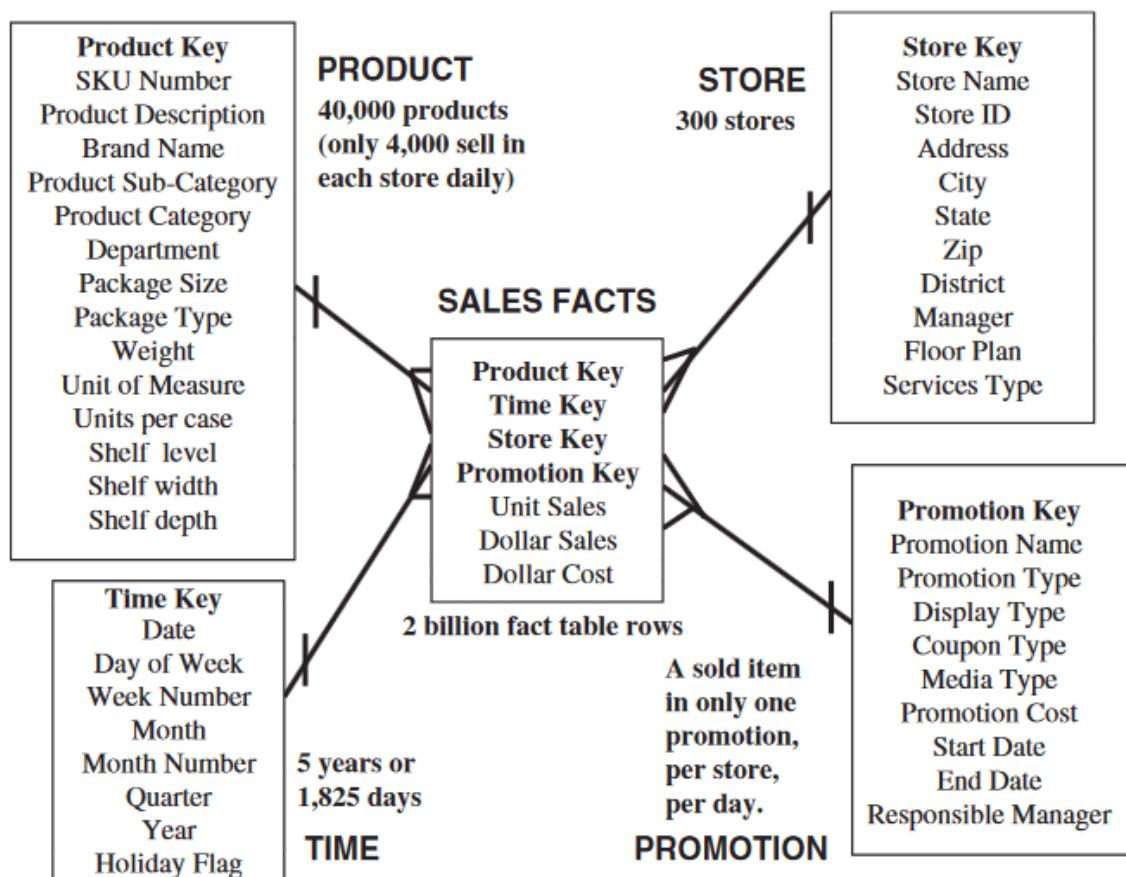 Product Key
SKU Number
Product Description
Brand Name
Product Sub-Category
Product Category
Department
Package Size
Package Type
Weight
Unit of Measure
Units per case
Shelf level
Shelf width
Shelf depth
PRODUCT
40,000 products
(only 4,000 sell in
each store daily)
STORE
300 stores
Store Key
Store Name
Store ID
Address
City
State
Zip
District
Manager
Floor Plan
Services Type
SALES FACTS
Product Key
Time Key
Store Key
Promotion Key
Unit Sales
Dollar Sales
Dollar Cost
2 billion fact table rows
Time Key
Date
Day of Week
Week Number
Month
Month Number
Quarter
Year
Holiday Flag
5 years or
1,825 days
TIME
A sold item
in only one
promotion,
per store,
per day.
PROMOTION
Promotion Key
Promotion Name
Promotion Type
Display Type
Coupon Type
Media Type
Promotion Cost
Start Date
End Date
Responsible Manager